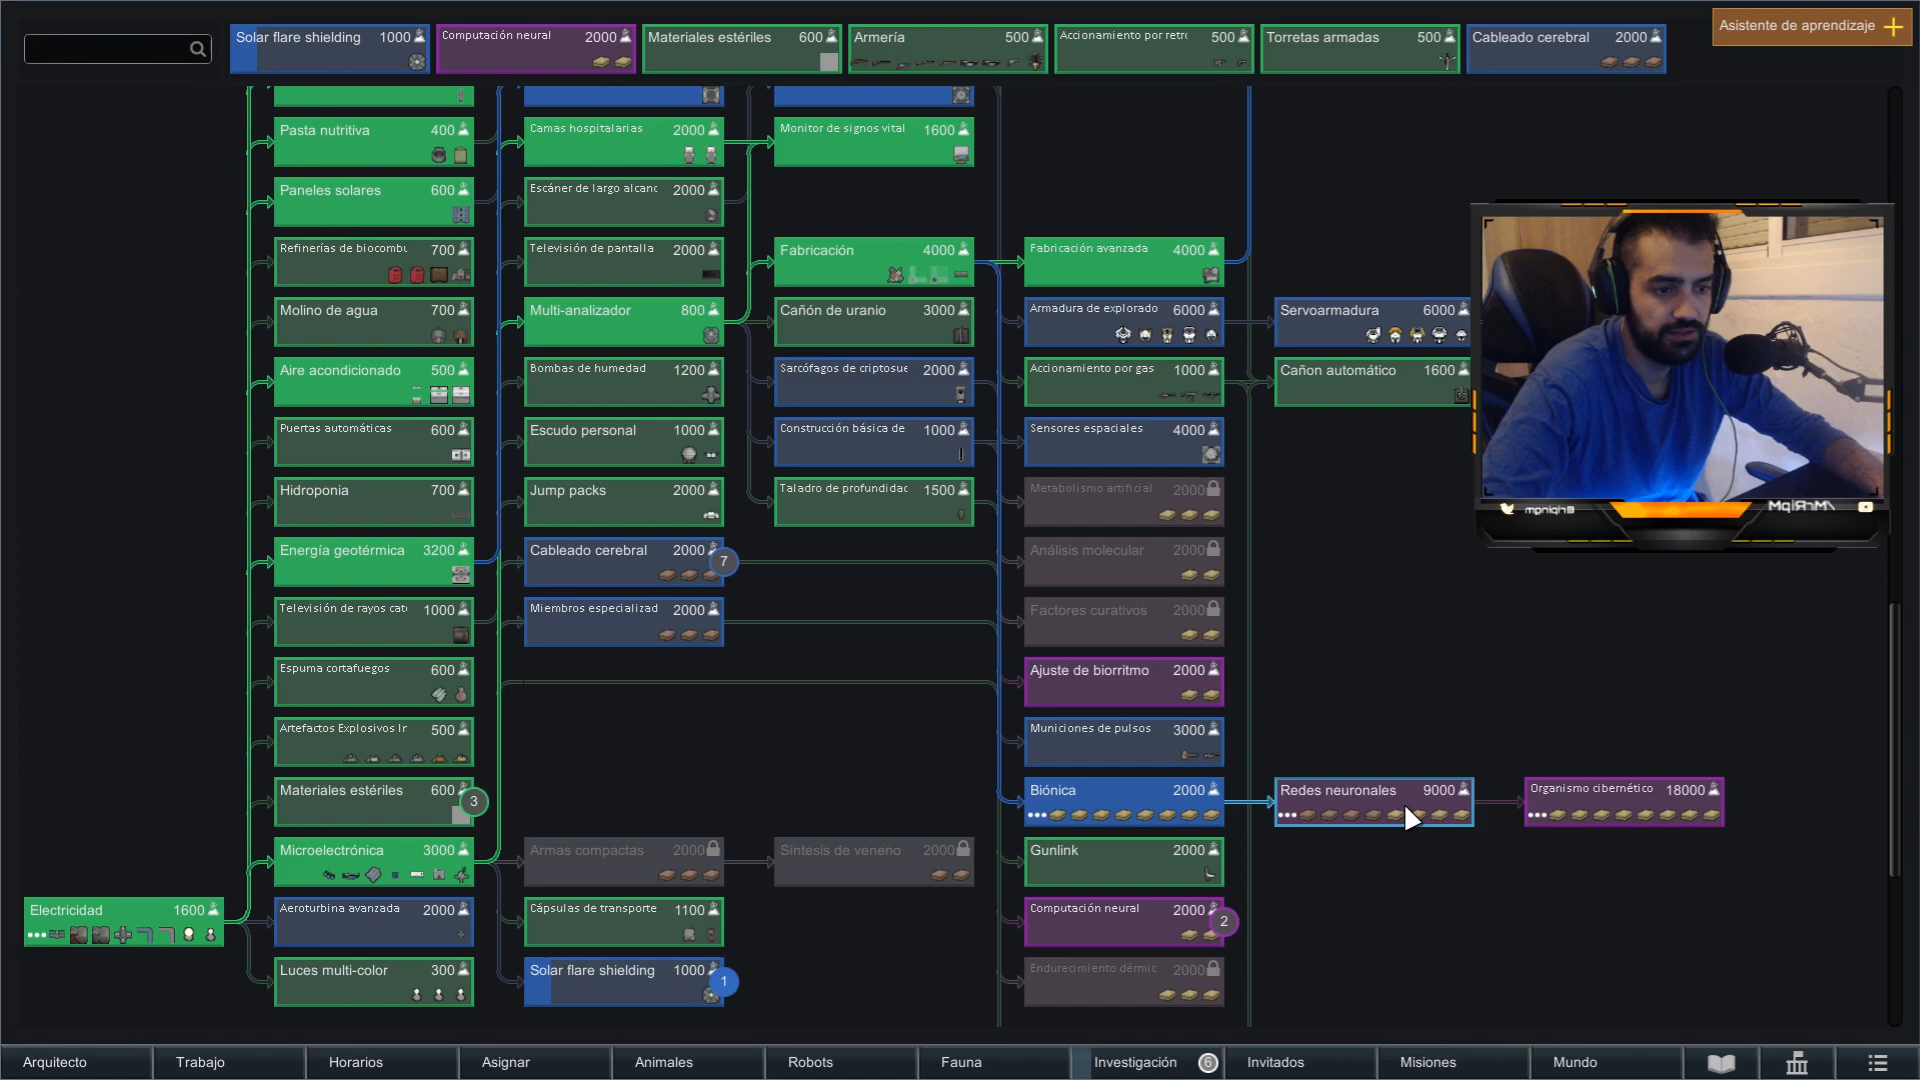 Solar flare shielding 1000
Computación neural 2000
Materiales estériles 600
Armería 500
Accionamiento por retr 500
Torretas armadas 500
Cableado cerebral 2000
Asistente de aprendizaje
Pasta nutritiva 400
Camas hospitalarias 2000
Monitor de signos vital 1600
Paneles solares 600
Escáner de largo alcanc 2000
Refinerías de biocombu 700
Televisión de pantalla 2000
Fabricación 4000
Fabricación avanzada 4000
Molino de agua 700
Multi-analizador 800
Cañón de uranio 3000
Armadura de explorado 6000
Servoarmadura 6000
Aire acondicionado 500
Bombas de humedad 1200
Sarcófagos de criptosue 2000
Accionamiento por gas 1000
Cañon automático 1600
Puertas automáticas 600
Escudo personal 1000
Construcción básica de 1000
Sensores espaciales 4000
Hidroponia 700
Jump packs 2000
Taladro de profundidac 1500
Metabolismo artificial 2000
Energía geotérmica 3200
Cableado cerebral 2000
7
Análisis molecular 2000
Televisión de rayos cat 1000
Miembros especializad 2000
Factores curativos 2000
Espuma cortafuegos 600
Ajuste de biorritmo 2000
Artefactos Explosivos Ir 500
Municiones de pulsos 3000
Materiales estériles 600
3
Biónica 2000
Redes neuronales 9000
Organismo cibernético 18000
Microelectrónica 3000
Armas compactas 2000
Síntesis de veneno 2000
Gunlink 2000
Electricidad 1600
Aeroturbina avanzada 2000
Cápsulas de transporte 1100
Computación neural 2000
2
Luces multi-color 300
Solar flare shielding 1000
1
Endurecimiento dérmic 2000
Arquitecto
Trabajo
Horarios
Asignar
Animales
Robots
Fauna
Investigación 6
Invitados
Misiones
Mundo